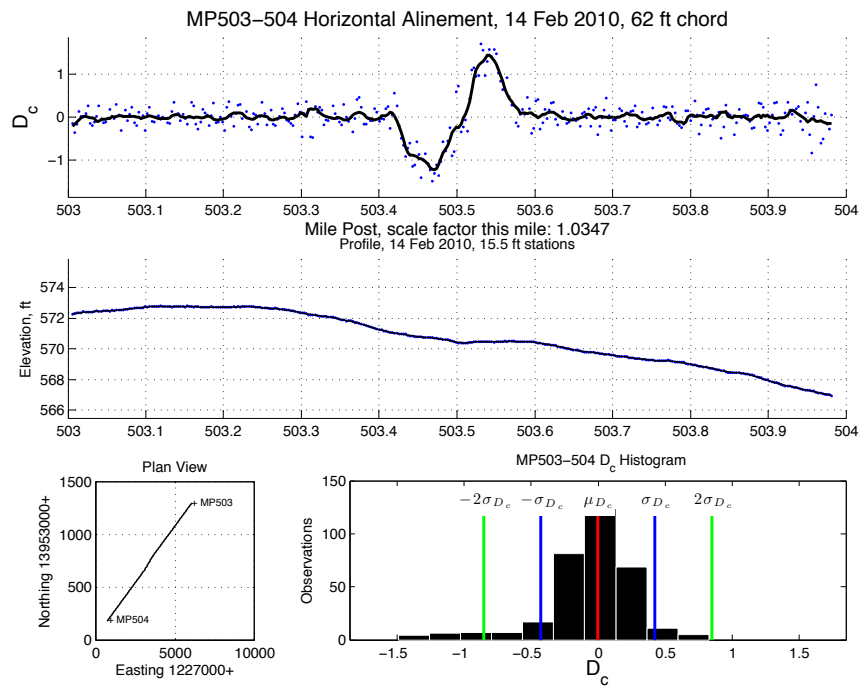 MP503−504 Horizontal Alinement, 14 Feb 2010, 62 ft chord
1
0
−1
D_c
503 503.1 503.2 503.3 503.4 503.5 503.6 503.7 503.8 503.9 504
Mile Post, scale factor this mile: 1.0347
Profile, 14 Feb 2010, 15.5 ft stations
574
572
570
568
566
Elevation, ft
503 503.1 503.2 503.3 503.4 503.5 503.6 503.7 503.8 503.9 504
Plan View
1500
1000
500
0
Northing 13953000+
+ MP503
+ MP504
0 5000 10000
Easting 1227000+
MP503−504 D_c Histogram
150
100
50
0
Observations
−2σ_{D_c} −σ_{D_c} μ_{D_c} σ_{D_c} 2σ_{D_c}
−1.5 −1 −0.5 0 0.5 1 1.5
D_c